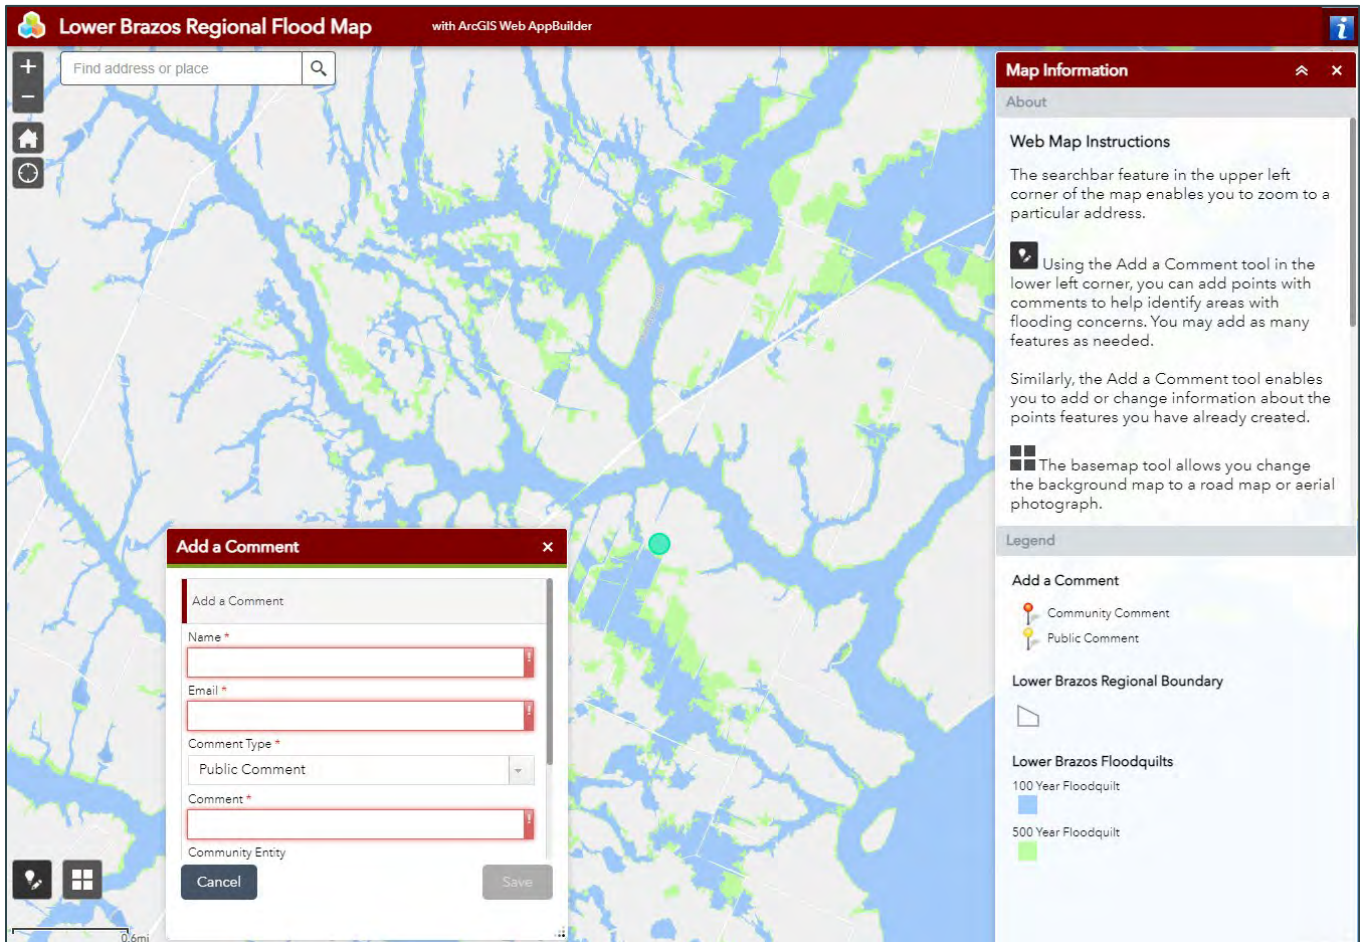 Lower Brazos Regional Flood Map
with ArcGIS Web AppBuilder
i
+
Find address or place
−
Map Information
About
Web Map Instructions
The searchbar feature in the upper left
corner of the map enables you to zoom to a
particular address.
Using the Add a Comment tool in the
lower left corner, you can add points with
comments to help identify areas with
flooding concerns. You may add as many
features as needed.
Similarly, the Add a Comment tool enables
you to add or change information about the
points features you have already created.
The basemap tool allows you change
the background map to a road map or aerial
photograph.
Legend
Add a Comment
Community Comment
Public Comment
Lower Brazos Regional Boundary
Lower Brazos Floodquilts
100 Year Floodquilt
500 Year Floodquilt
Add a Comment
Add a Comment
Name *
!
Email *
!
Comment Type *
Public Comment
Comment *
!
Community Entity
Cancel
Save
0.6mi